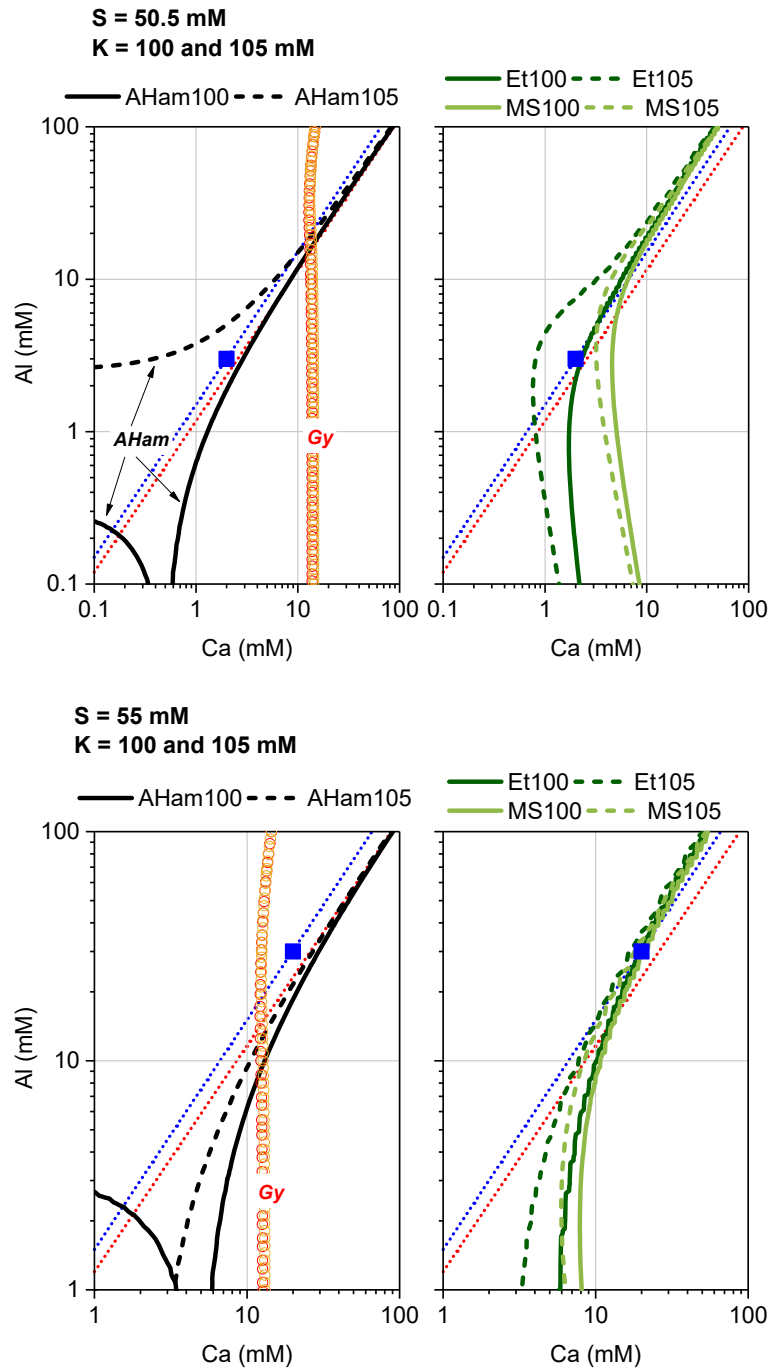 S = 50.5 mM
K = 100 and 105 mM
AHam100 AHam105
Et100 Et105
MS100 MS105
100
10
1
0.1
Al (mM)
AHam
Gy
0.1 1 10 100
0.1 1 10 100
Ca (mM)
Ca (mM)
S = 55 mM
K = 100 and 105 mM
AHam100 AHam105
Et100 Et105
MS100 MS105
100
10
1
Al (mM)
Gy
1 10 100
1 10 100
Ca (mM)
Ca (mM)